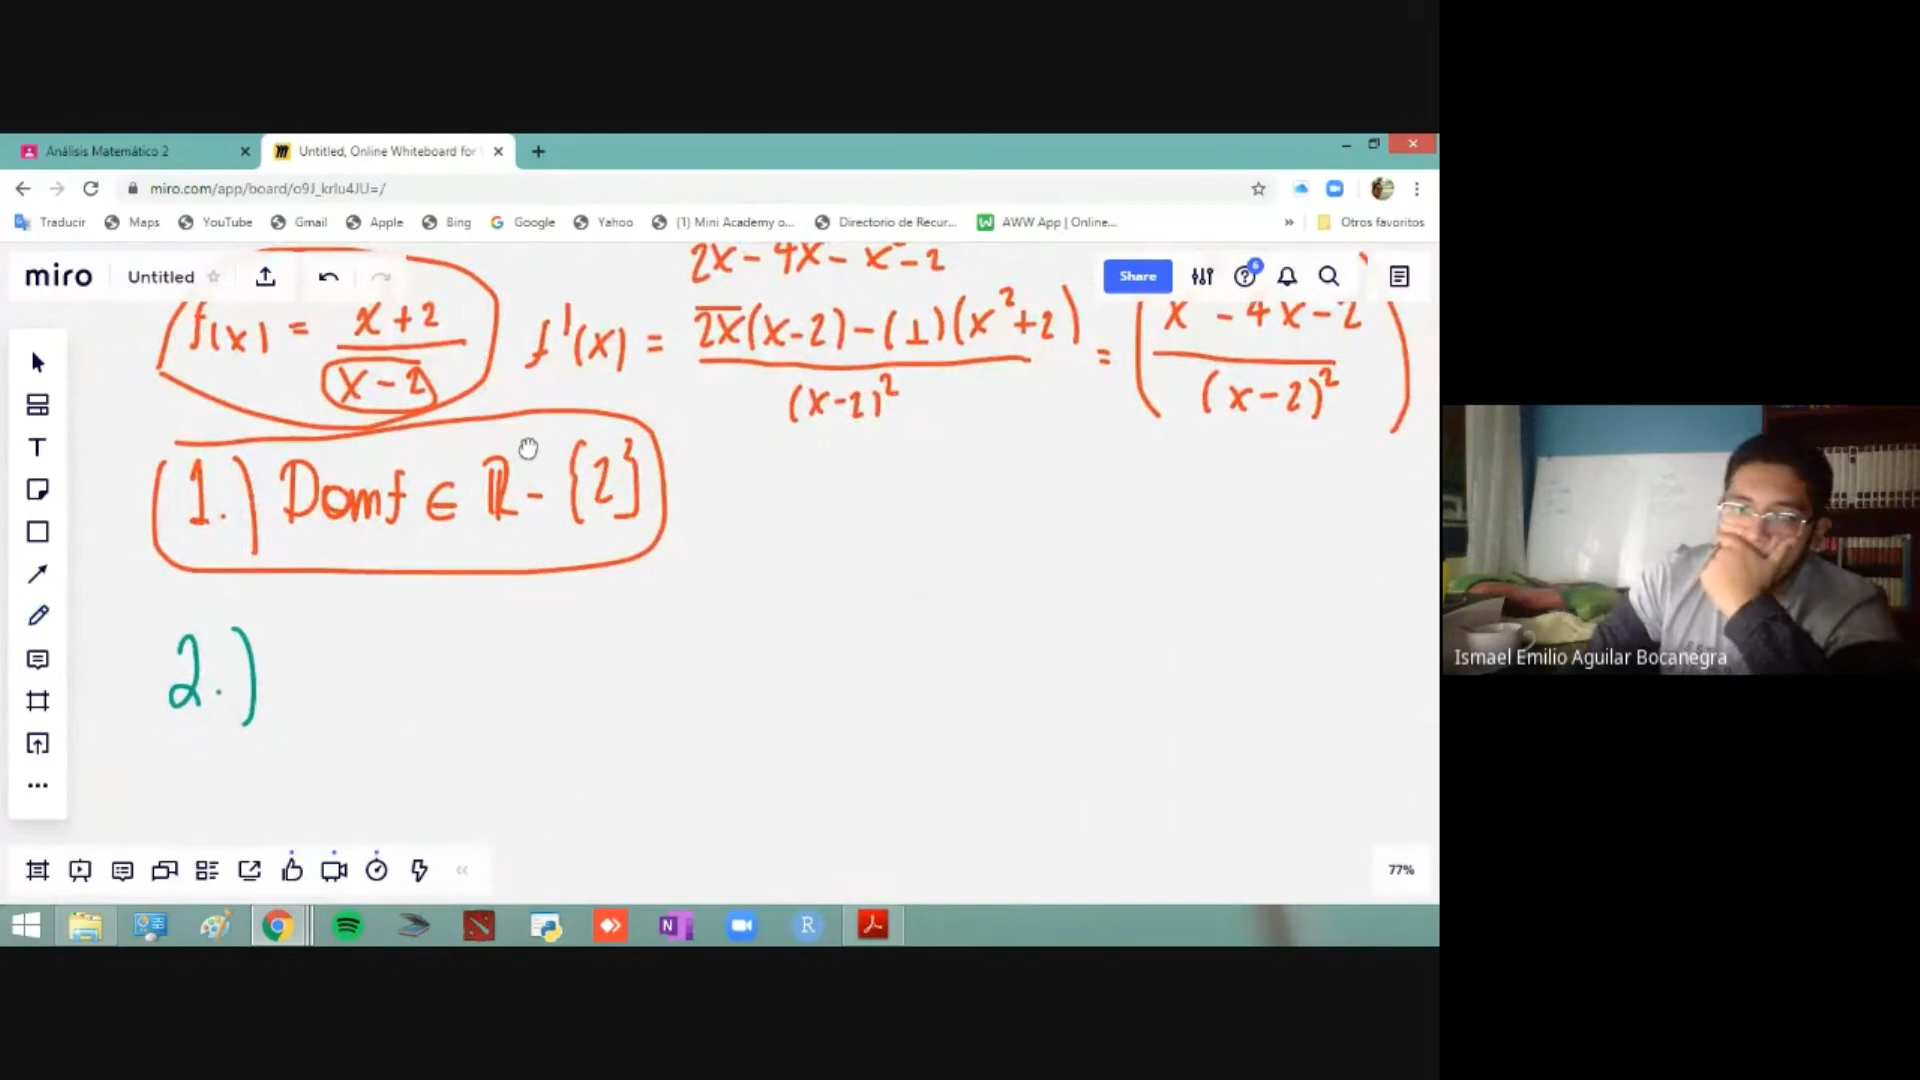 Análisis Matemático 2
Untitled, Online Whiteboard for
miro.com/app/board/o9J_krlu4JU=/
Traducir Maps YouTube Gmail Apple Bing Google Yahoo (1) Mini Academy o... Directorio de Recur... AWW App | Online... » Otros favoritos
miro Untitled Share 6
2x - 4x - x² - 2
f(x) = x + 2 / x - 2
f'(x) = 2x(x-2) - (1)(x²+2) / (x-2)² = (x - 4x - 2 / (x-2)²)
1.) Domf ∈ ℝ - {2}
2.)
T
77%
Ismael Emilio Aguilar Bocanegra